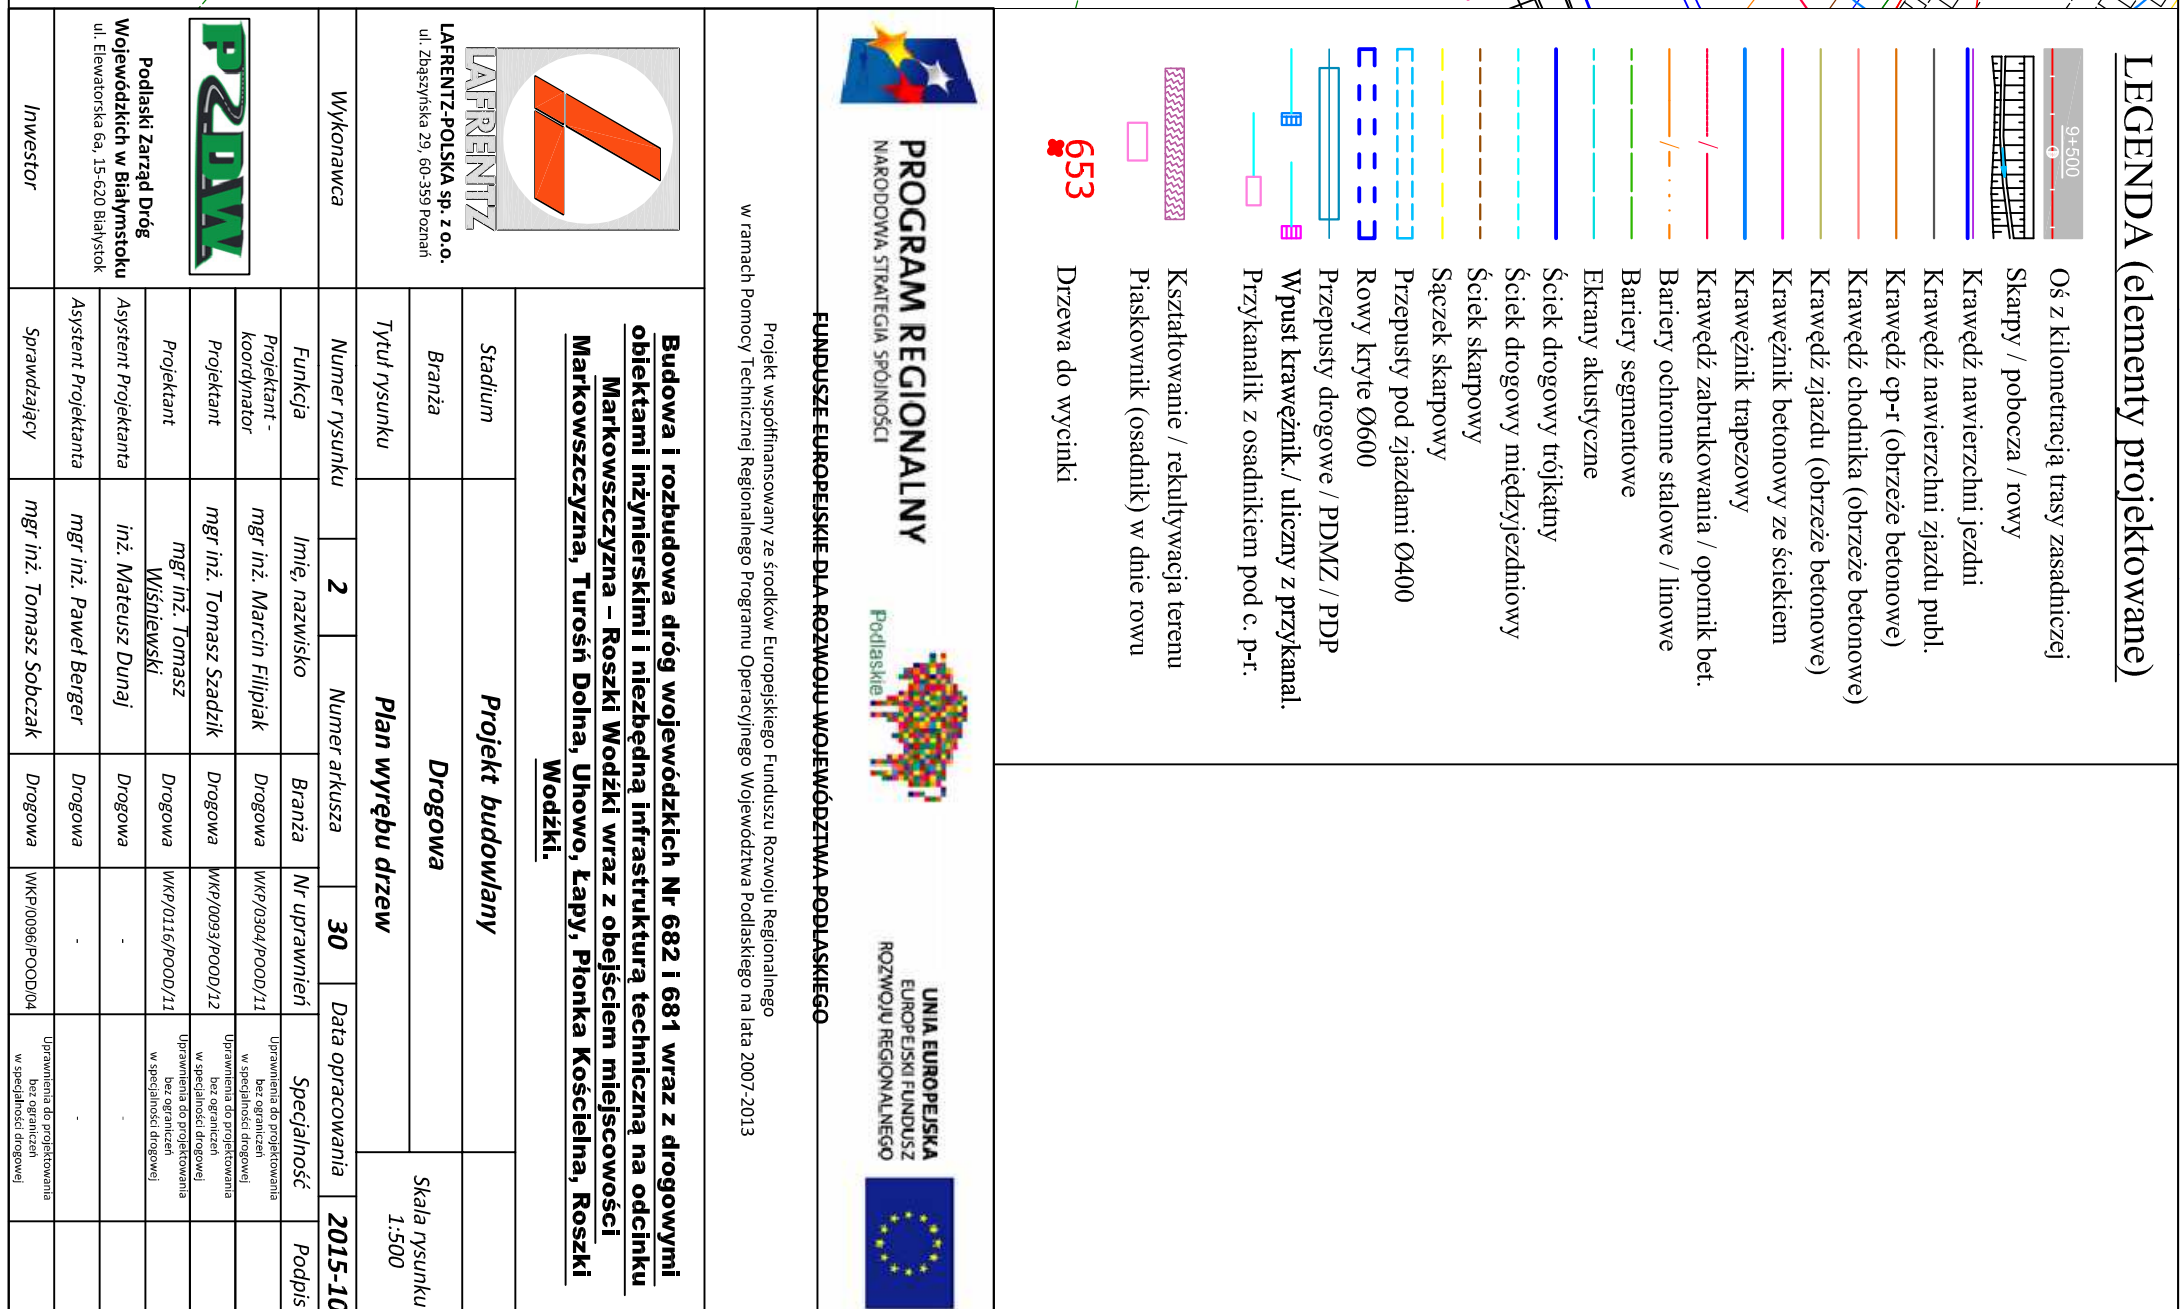 LEGENDA (elementy projektowane)
9+500
Oś z kilometracją trasy zasadniczej
Skarpy / pobocza / rowy
Krawędź nawierzchni jezdni
Krawędź nawierzchni zjazdu publ.
Krawędź cp-r (obrzeże betonowe)
Krawędź chodnika (obrzeże betonowe)
Krawędź zjazdu (obrzeże betonowe)
Krawężnik betonowy ze ściekiem
Krawężnik trapezowy
Krawędź zabrukowania / opornik bet.
Bariery ochronne stalowe / linowe
Bariery segmentowe
Ekrany akustyczne
Ściek drogowy trójkątny
Ściek drogowy międzyjezdniowy
Ściek skarpowy
Sączek skarpowy
Przepusty pod zjazdami Ø400
Rowy kryte Ø600
Przepusty drogowe / PDMZ / PDP
Wpust krawężnik./ uliczny z przykanal.
Przykanalik z osadnikiem pod c. p-r.
Kształtowanie / rekultywacja terenu
Piaskownik (osadnik) w dnie rowu
653
Drzewa do wycinki
PROGRAM REGIONALNY
NARODOWA STRATEGIA SPÓJNOŚCI
Podlaskie
UNIA EUROPEJSKA
EUROPEJSKI FUNDUSZ
ROZWOJU REGIONALNEGO
FUNDUSZE EUROPEJSKIE DLA ROZWOJU WOJEWÓDZTWA PODLASKIEGO
Projekt współfinansowany ze środków Europejskiego Funduszu Rozwoju Regionalnego
w ramach Pomocy Technicznej Regionalnego Programu Operacyjnego Województwa Podlaskiego na lata 2007-2013
LAFRENTZ
LAFRENTZ-POLSKA sp. z o.o.
ul. Zbąszyńska 29, 60-359 Poznań
Wykonawca
Budowa i rozbudowa dróg wojewódzkich Nr 682 i 681 wraz z drogowymi
obiektami inżynierskimi i niezbędną infrastrukturą techniczną na odcinku
Markowszczyzna – Roszki Wodźki wraz z obejściem miejscowości
Markowszczyzna, Turośń Dolna, Uhowo, Łapy, Płonka Kościelna, Roszki
Wodźki.
Stadium
Projekt budowlany
Branża
Drogowa
Tytuł rysunku
Plan wyrębu drzew
Skala rysunku
1:500
Numer rysunku
2
Numer arkusza
30
Data opracowania
2015-10
PZDW
Podlaski Zarząd Dróg
Wojewódzkich w Białymstoku
ul. Elewatorska 6a, 15-620 Białystok
Inwestor
Funkcja
Imię, nazwisko
Branża
Nr uprawnień
Specjalność
Podpis
Projektant -
koordynator
mgr inż. Marcin Filipiak
Drogowa
WKP/0304/POOD/11
Uprawnienia do projektowania
bez ograniczeń
w specjalności drogowej
Projektant
mgr inż. Tomasz Szadzik
Drogowa
WKP/0093/POOD/12
Uprawnienia do projektowania
bez ograniczeń
w specjalności drogowej
Projektant
mgr inż. Tomasz
Wiśniewski
Drogowa
WKP/0116/POOD/11
Uprawnienia do projektowania
bez ograniczeń
w specjalności drogowej
Asystent Projektanta
inż. Mateusz Dunaj
Drogowa
-
-
Asystent Projektanta
mgr inż. Paweł Berger
Drogowa
-
-
Sprawdzający
mgr inż. Tomasz Sobczak
Drogowa
WKP/0096/POOD/04
Uprawnienia do projektowania
bez ograniczeń
w specjalności drogowej